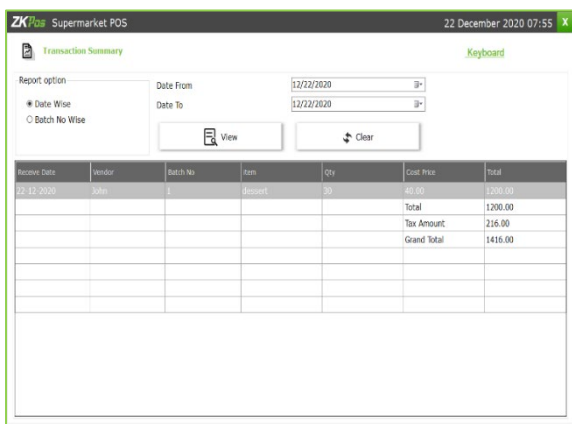 ZKPos Supermarket POS 22 December 2020 07:55 X
Transaction Summary Keyboard
Report option
Date Wise
Batch No Wise
Date From 12/22/2020
Date To 12/22/2020
View Clear
Receive Date Vendor Batch No Item Qty Cost Price Total
22-12-2020 John 1 dessert 30 40.00 1200.00
Total 1200.00
Tax Amount 216.00
Grand Total 1416.00